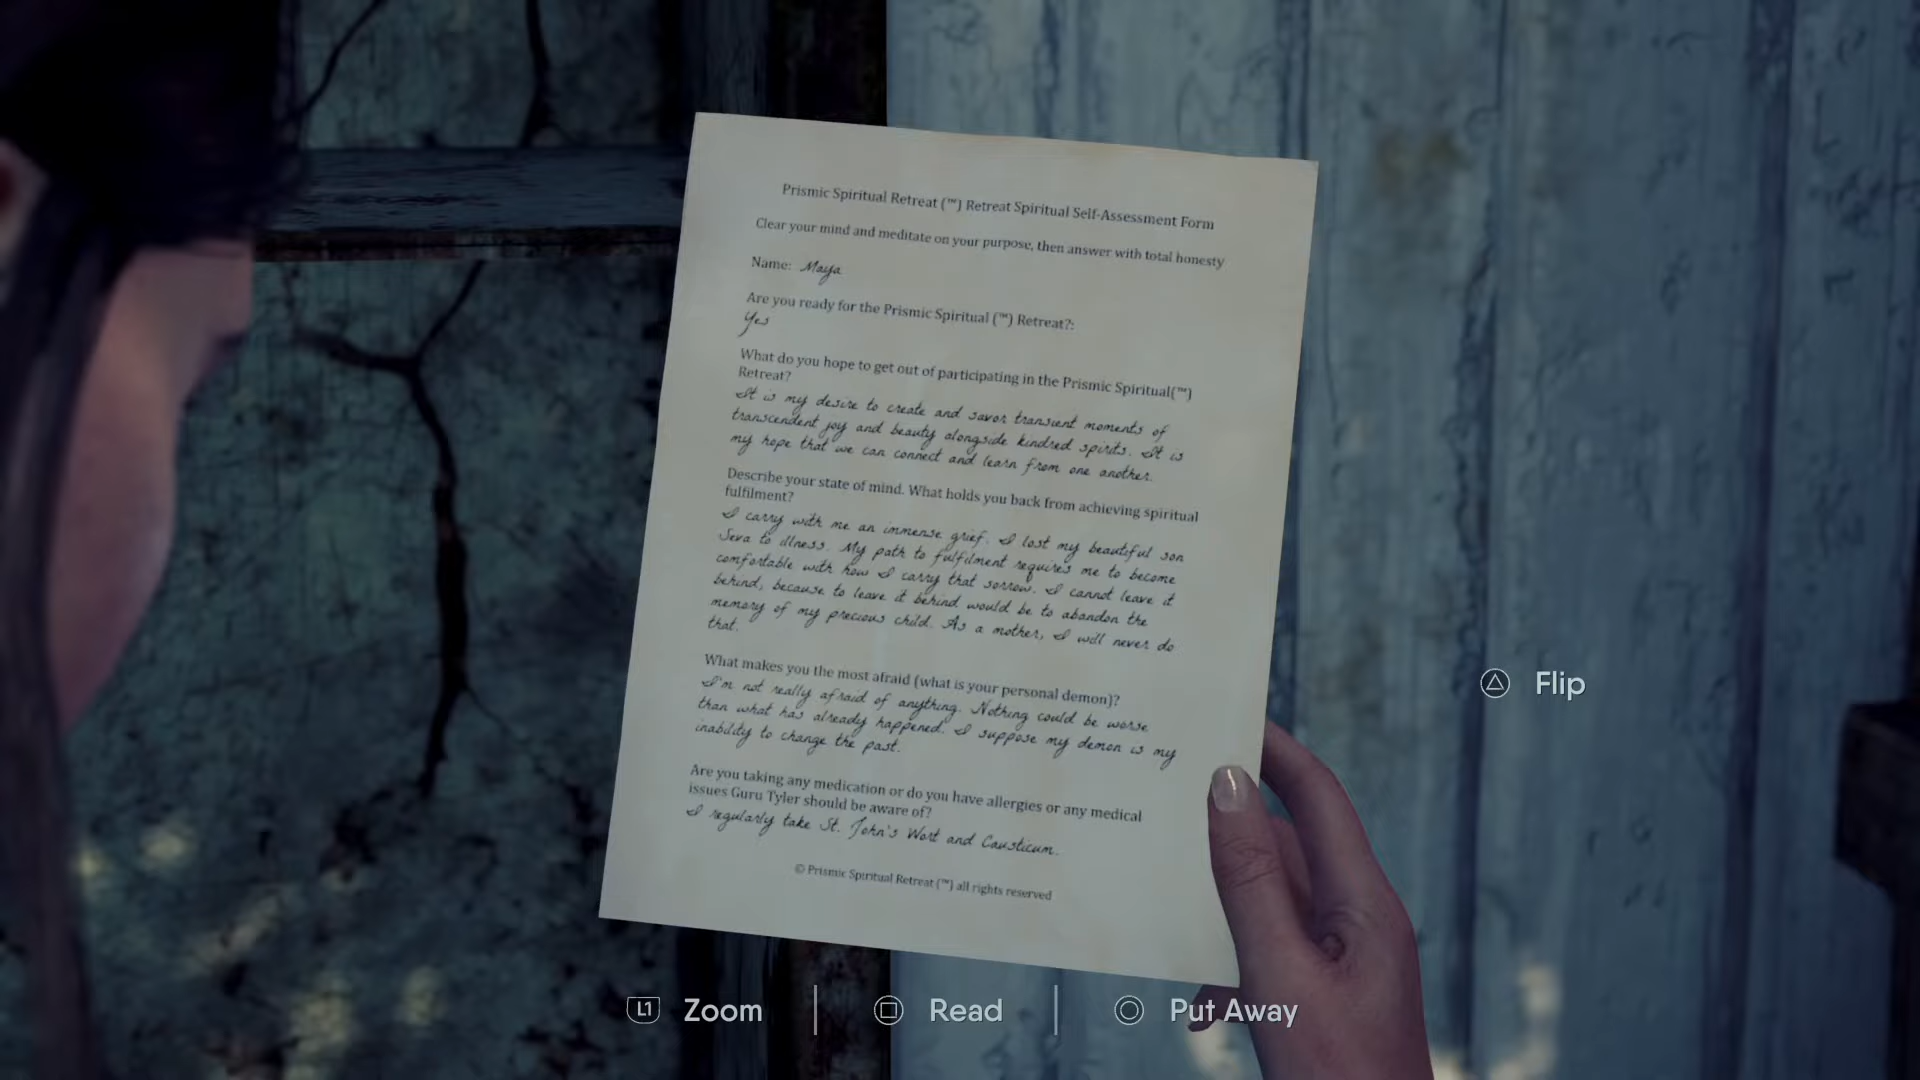 Prismic Spiritual Retreat (™) Retreat Spiritual Self-Assessment Form
Clear your mind and meditate on your purpose, then answer with total honesty
Name: Maya
Are you ready for the Prismic Spiritual (™) Retreat?:
Yes
What do you hope to get out of participating in the Prismic Spiritual(™)
Retreat?
It is my desire to create and savor transient moments of
transcendent joy and beauty alongside kindred spirits. It is
my hope that we can connect and learn from one another.
Describe your state of mind. What holds you back from achieving spiritual
fulfilment?
I carry with me an immense grief. I lost my beautiful son
Seva to illness. My path to fulfilment requires me to become
comfortable with how I carry that sorrow. I cannot leave it
behind, because to leave it behind would be to abandon the
memory of my precious child. As a mother, I will never do
that.
What makes you the most afraid (what is your personal demon)?
I'm not really afraid of anything. Nothing could be worse
than what has already happened. I suppose my demon is my
inability to change the past.
Are you taking any medication or do you have allergies or any medical
issues Guru Tyler should be aware of?
I regularly take St. John's Wort and Causticum.
© Prismic Spiritual Retreat (™) all rights reserved
Flip
L1 Zoom | Read | Put Away